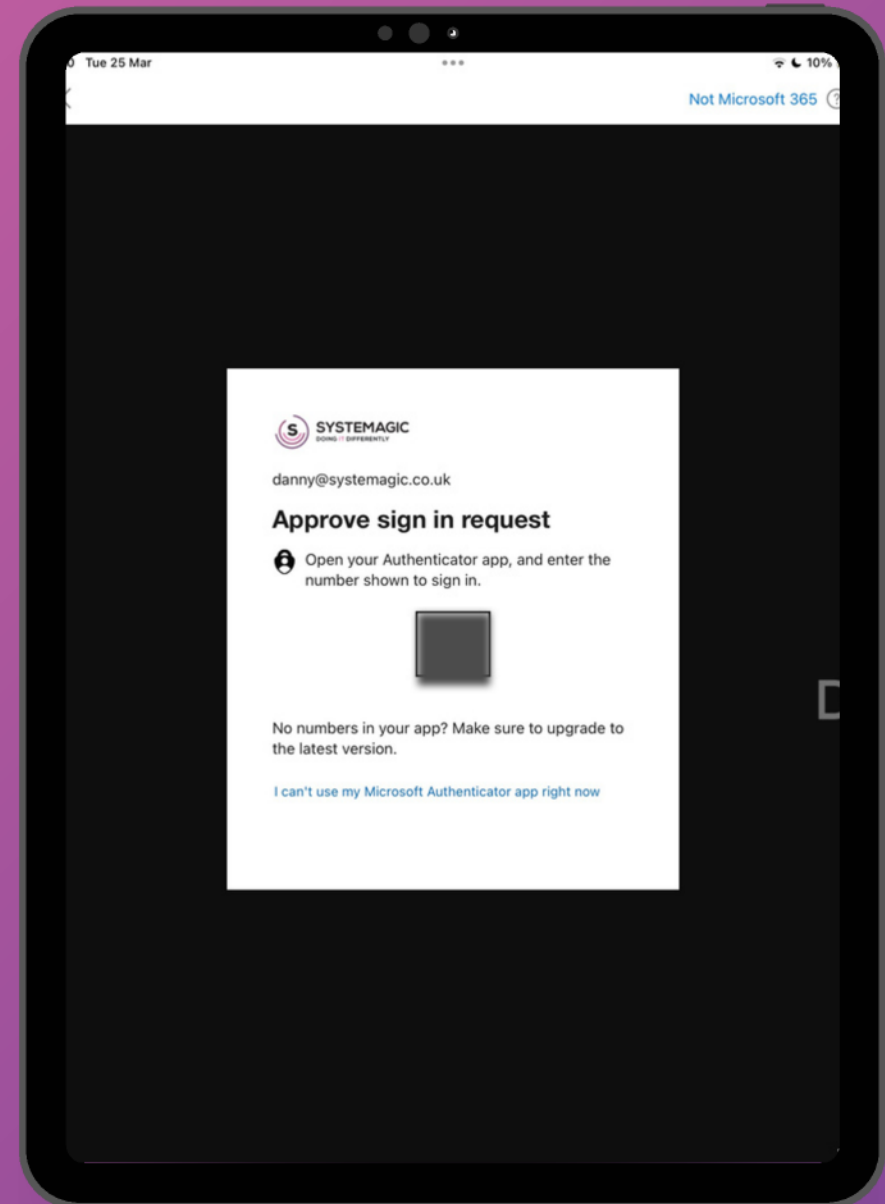 Tue 25 Mar
10%
Not Microsoft 365 ?
S SYSTEMAGIC
DOING IT DIFFERENTLY
danny@systemagic.co.uk
Approve sign in request
Open your Authenticator app, and enter the
number shown to sign in.
D
No numbers in your app? Make sure to upgrade to
the latest version.
I can't use my Microsoft Authenticator app right now